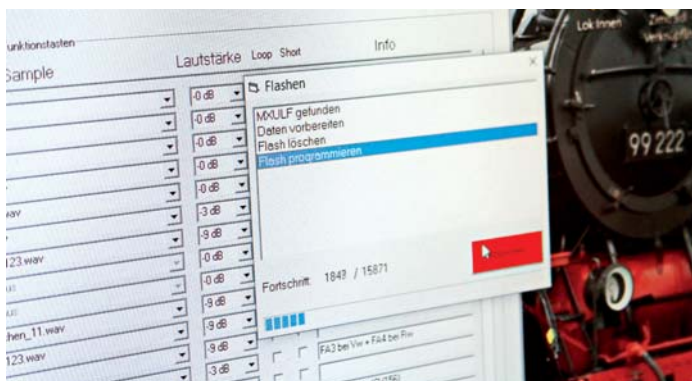 unktionstasten
Sample
Lautstärke Loop Short
Info
Lok Innen
99 222
Flashen
MXULF gefunden
Daten vorbereiten
Flash löschen
Flash programmieren
Fortschritt: 1843 / 15871
-0 dB
-0 dB
-0 dB
-0 dB
-0 dB
wav -3 dB
-9 dB
123.wav -0 dB
-0 dB
-9 dB
hen_11.wav -9 dB
123.wav -9 dB
FA3 bei Vw + FA4 bei Rw
-3 dB